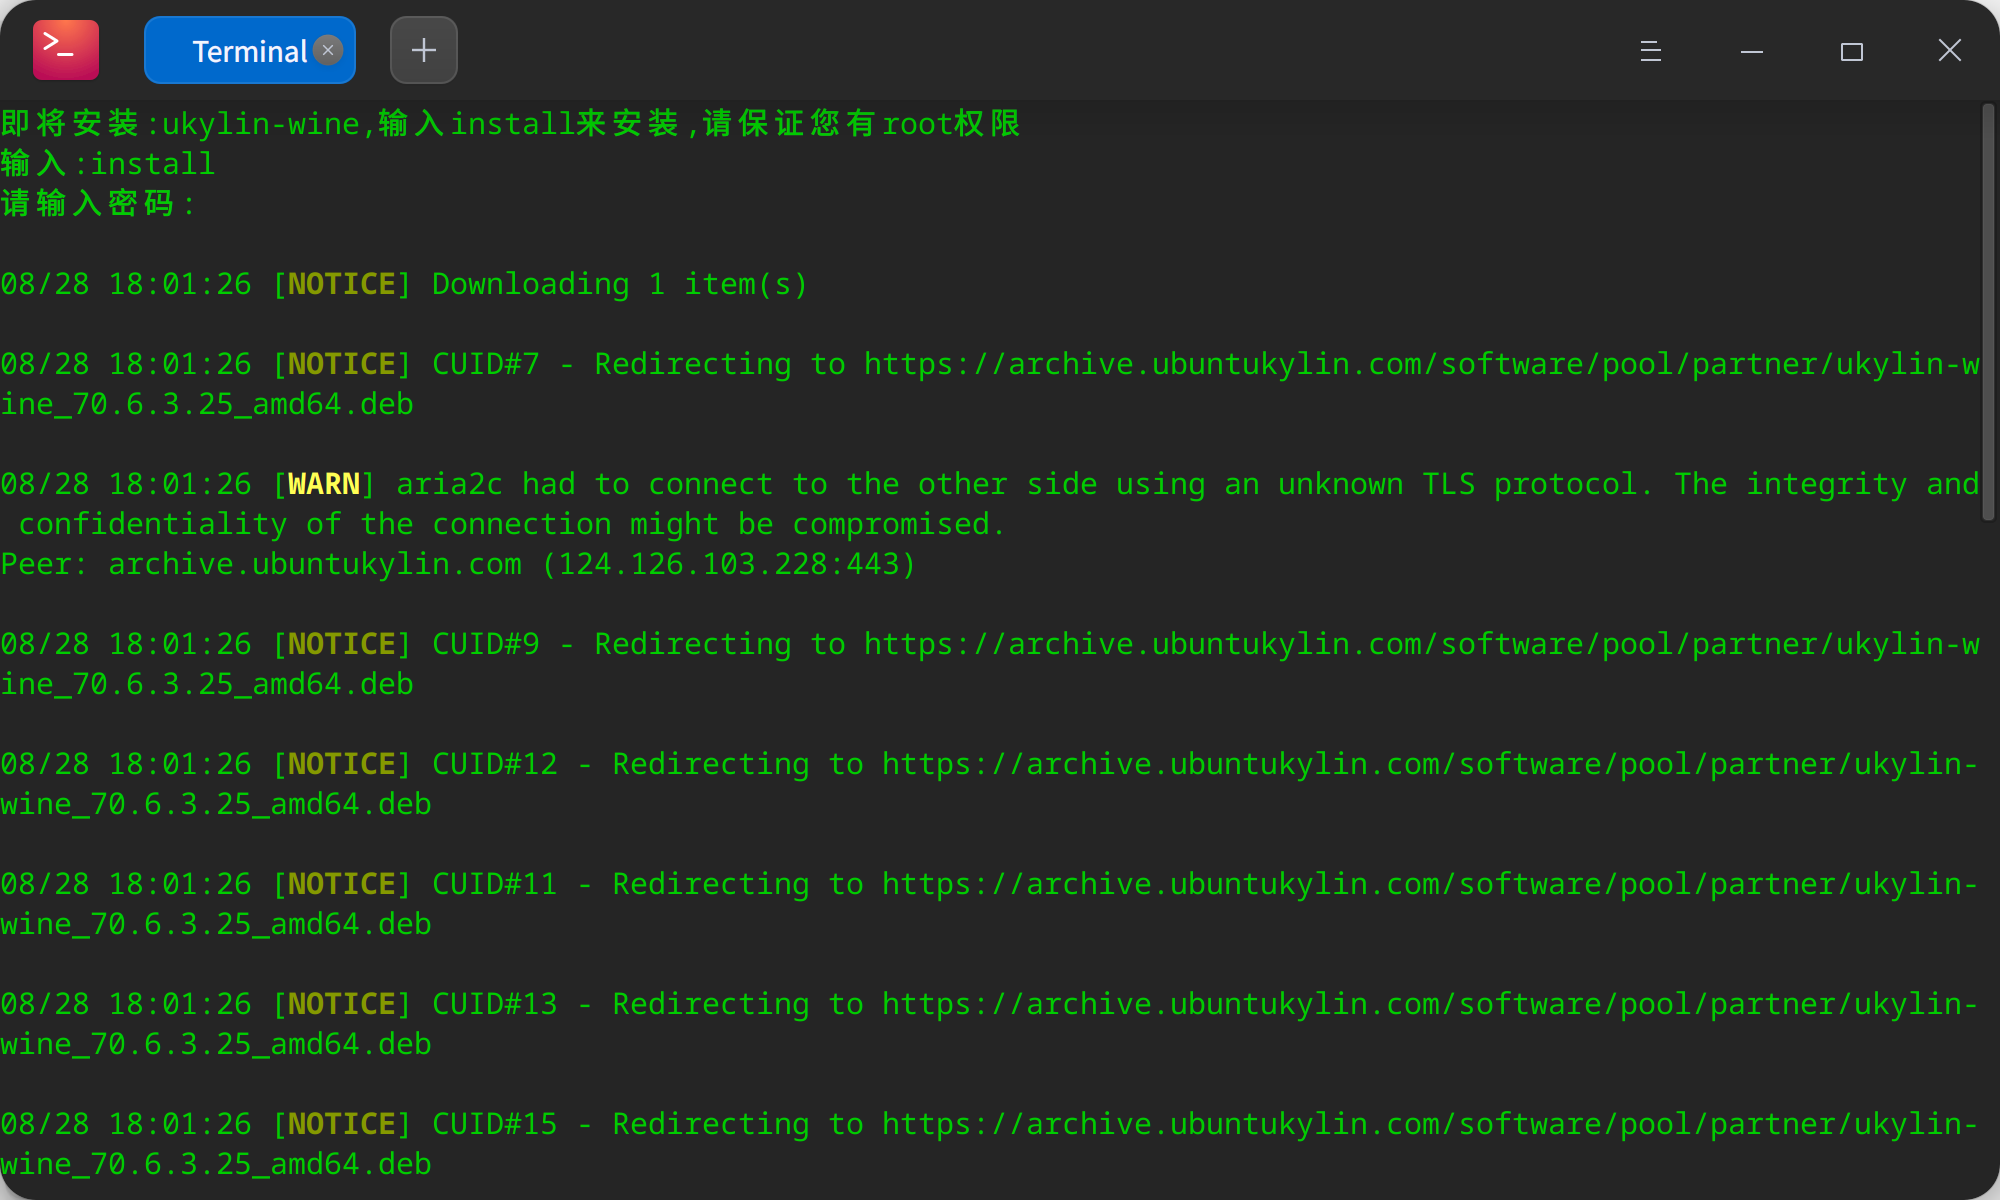 Terminal
即将安装:ukylin-wine,输入install来安装,请保证您有root权限
输入:install
请输入密码:
08/28 18:01:26 [NOTICE] Downloading 1 item(s)
08/28 18:01:26 [NOTICE] CUID#7 - Redirecting to https://archive.ubuntukylin.com/software/pool/partner/ukylin-w
ine_70.6.3.25_amd64.deb
08/28 18:01:26 [WARN] aria2c had to connect to the other side using an unknown TLS protocol. The integrity and
 confidentiality of the connection might be compromised.
Peer: archive.ubuntukylin.com (124.126.103.228:443)
08/28 18:01:26 [NOTICE] CUID#9 - Redirecting to https://archive.ubuntukylin.com/software/pool/partner/ukylin-w
ine_70.6.3.25_amd64.deb
08/28 18:01:26 [NOTICE] CUID#12 - Redirecting to https://archive.ubuntukylin.com/software/pool/partner/ukylin-
wine_70.6.3.25_amd64.deb
08/28 18:01:26 [NOTICE] CUID#11 - Redirecting to https://archive.ubuntukylin.com/software/pool/partner/ukylin-
wine_70.6.3.25_amd64.deb
08/28 18:01:26 [NOTICE] CUID#13 - Redirecting to https://archive.ubuntukylin.com/software/pool/partner/ukylin-
wine_70.6.3.25_amd64.deb
08/28 18:01:26 [NOTICE] CUID#15 - Redirecting to https://archive.ubuntukylin.com/software/pool/partner/ukylin-
wine_70.6.3.25_amd64.deb